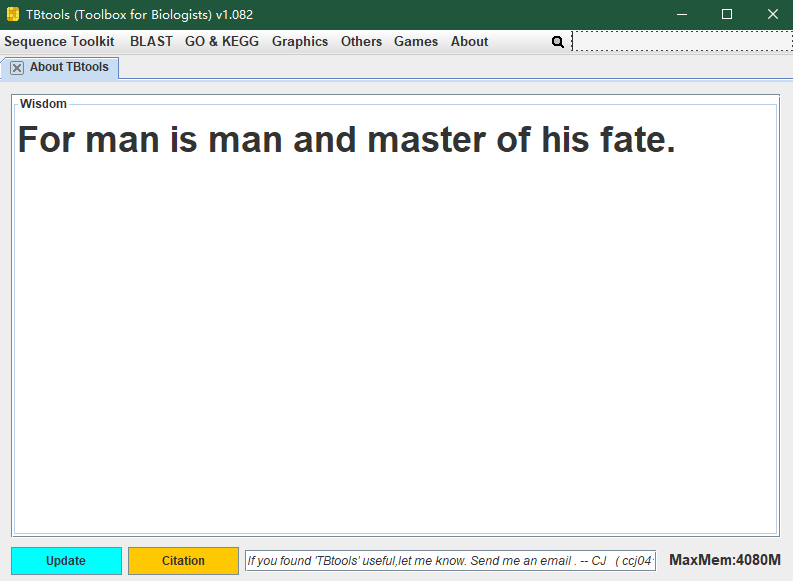 TBtools (Toolbox for Biologists) v1.082
Sequence Toolkit BLAST GO & KEGG Graphics Others Games About
About TBtools
Wisdom
For man is man and master of his fate.
Update Citation If you found 'TBtools' useful,let me know. Send me an email . -- CJ ( ccj04 MaxMem:4080M